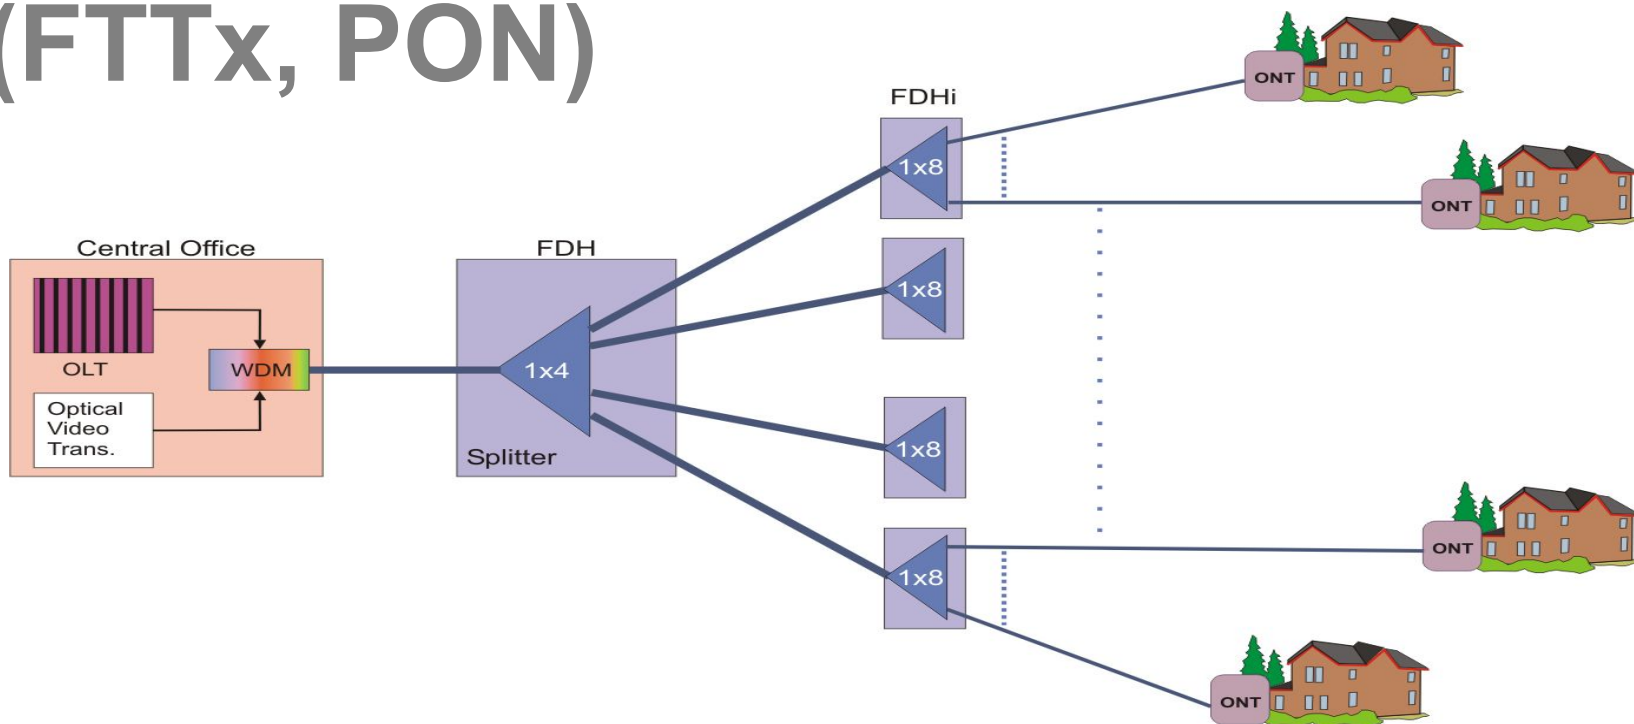 (FTTx, PON)
FDHi
ONT
1x8
ONT
Central Office
FDH
1x8
OLT
WDM
1x4
Optical
Video
Trans.
Splitter
1x8
ONT
1x8
ONT